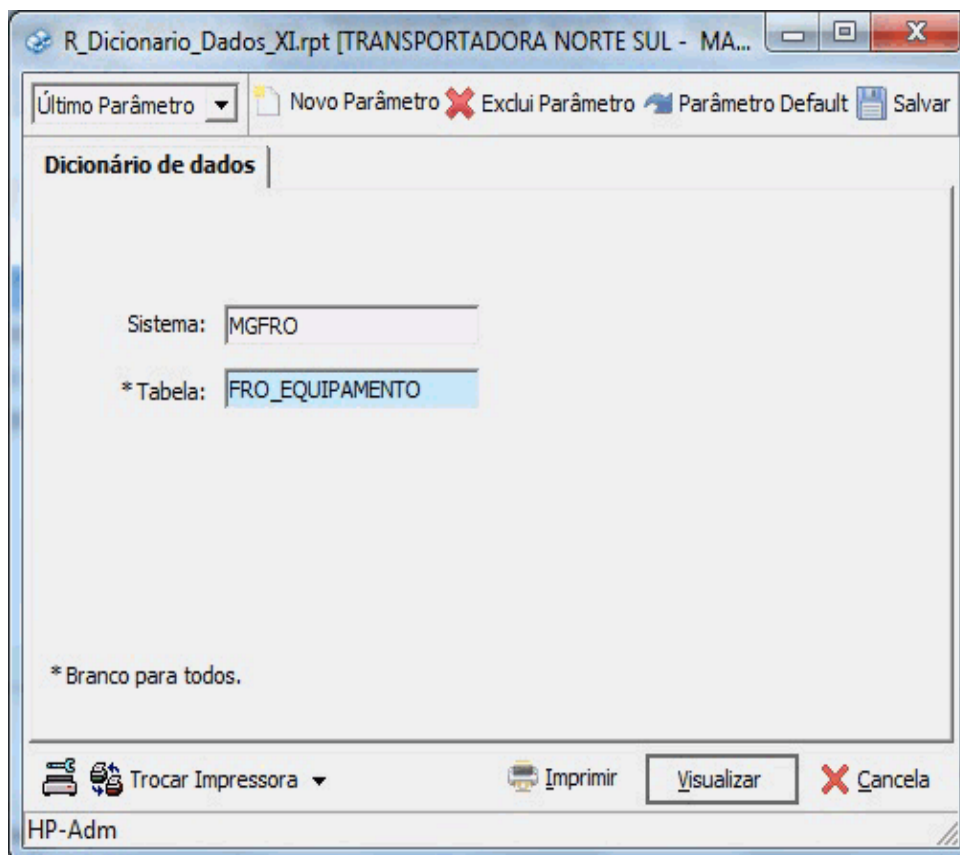 R_Dicionario_Dados_XI.rpt [TRANSPORTADORA NORTE SUL - MA...
Último Parâmetro Novo Parâmetro Exclui Parâmetro Parâmetro Default Salvar
Dicionário de dados
Sistema: MGFRO
* Tabela: FRO_EQUIPAMENTO
* Branco para todos.
Trocar Impressora Imprimir Visualizar Cancela
HP-Adm